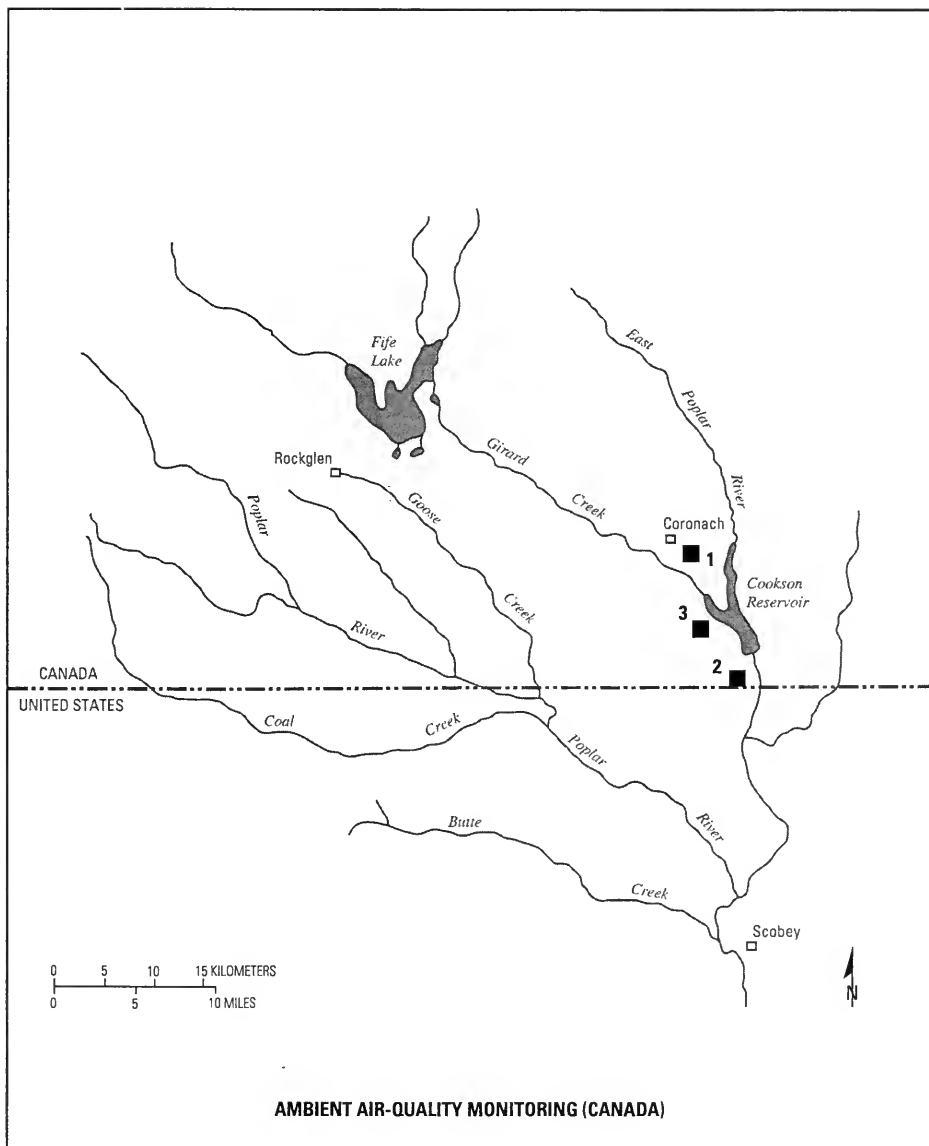 Fife
Lake
East
Poplar
River
Girard
Creek
Rockglen
Goose
Creek
Coronach
1
Poplar
River
Cookson
Reservoir
3
2
CANADA
UNITED STATES
Coal
Creek
Poplar
River
Butte
Creek
Scobey
0 5 10 15 KILOMETERS
0 5 10 MILES
N
AMBIENT AIR-QUALITY MONITORING (CANADA)